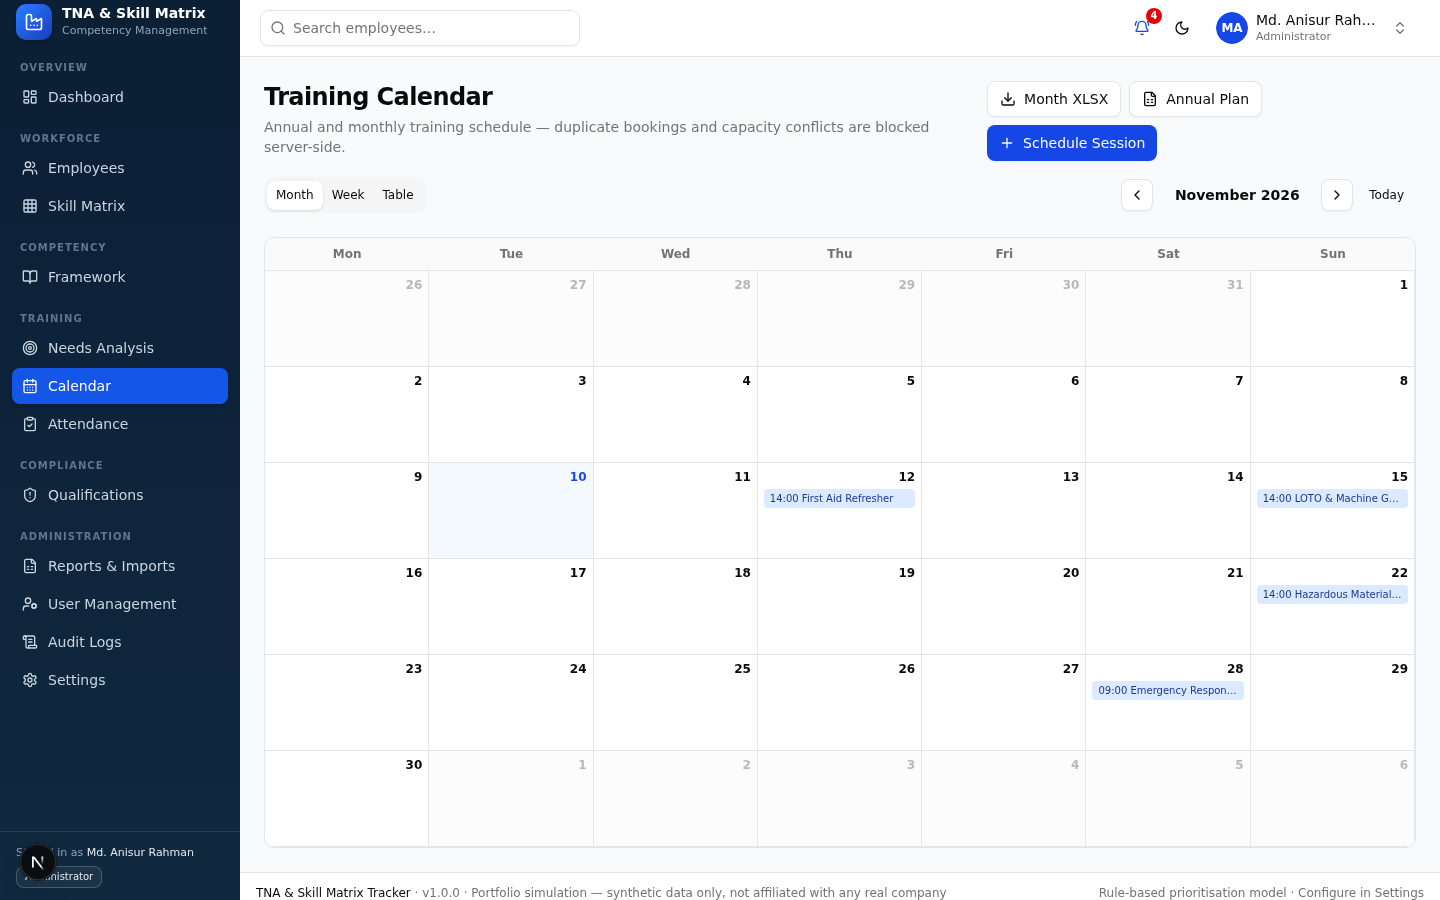 TNA & Skill Matrix
Competency Management
OVERVIEW
Dashboard
WORKFORCE
Employees
Skill Matrix
COMPETENCY
Framework
TRAINING
Needs Analysis
Calendar
Attendance
COMPLIANCE
Qualifications
ADMINISTRATION
Reports & Imports
User Management
Audit Logs
Settings
in as Md. Anisur Rahman
N
Search employees...
4
MA
Md. Anisur Rah...
Administrator
Training Calendar
Annual and monthly training schedule — duplicate bookings and capacity conflicts are blocked
server-side.
Month XLSX
Annual Plan
Schedule Session
Month Week Table
November 2026
Today
Mon Tue Wed Thu Fri Sat Sun
26 27 28 29 30 31 1
2 3 4 5 6 7 8
9 10 11 12 13 14 15
14:00 First Aid Refresher
14:00 LOTO & Machine G...
16 17 18 19 20 21 22
14:00 Hazardous Material...
23 24 25 26 27 28 29
09:00 Emergency Respon...
30 1 2 3 4 5 6
TNA & Skill Matrix Tracker · v1.0.0 · Portfolio simulation — synthetic data only, not affiliated with any real company
Rule-based prioritisation model · Configure in Settings